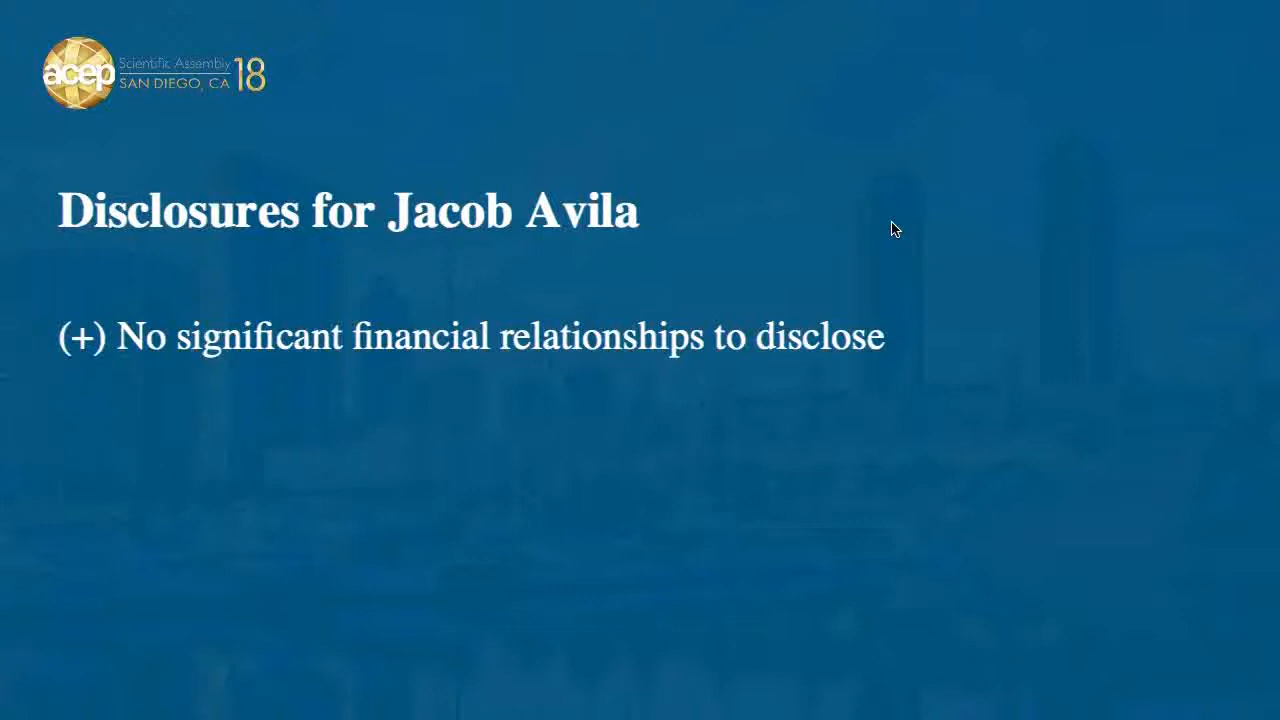 acep
Scientific Assembly
SAN DIEGO, CA
18
Disclosures for Jacob Avila
(+) No significant financial relationships to disclose